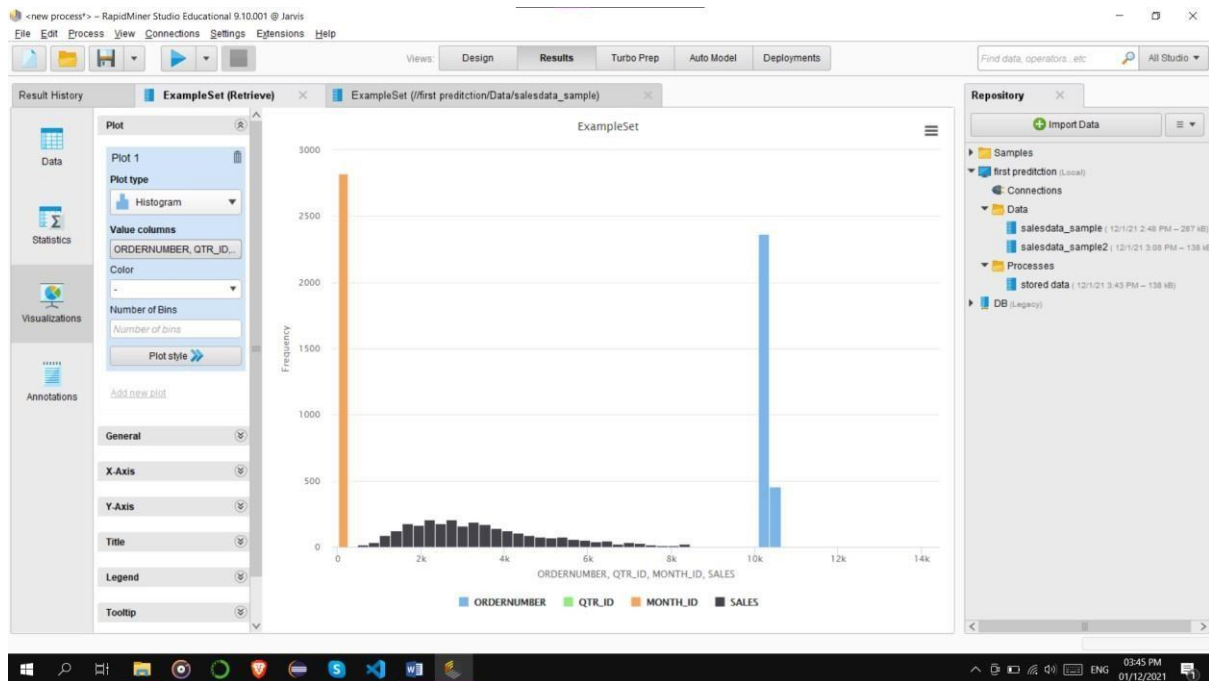 <new process*> – RapidMiner Studio Educational 9.10.001 @ Jarvis
File Edit Process View Connections Settings Extensions Help
Views: Design Results Turbo Prep Auto Model Deployments
Find data, operators...etc All Studio
Result History ExampleSet (Retrieve) ExampleSet (//first preditction/Data/salesdata_sample)
Data
Statistics
Visualizations
Annotations
Plot
Plot 1
Plot type
Histogram
Value columns
ORDERNUMBER, QTR_ID,...
Color
-
Number of Bins
Number of bins
Plot style
Add new plot
General
X-Axis
Y-Axis
Title
Legend
Tooltip
ExampleSet
Frequency
3000
2500
2000
1500
1000
500
0
0 2k 4k 6k 8k 10k 12k 14k
ORDERNUMBER, QTR_ID, MONTH_ID, SALES
ORDERNUMBER QTR_ID MONTH_ID SALES
Repository
Import Data
Samples
first preditction (Local)
Connections
Data
salesdata_sample ( 12/1/21 2:48 PM – 287 kB)
salesdata_sample2 ( 12/1/21 3:08 PM – 138
Processes
stored data ( 12/1/21 3:43 PM – 138 kB)
DB (Legacy)
ENG
03:45 PM
01/12/2021